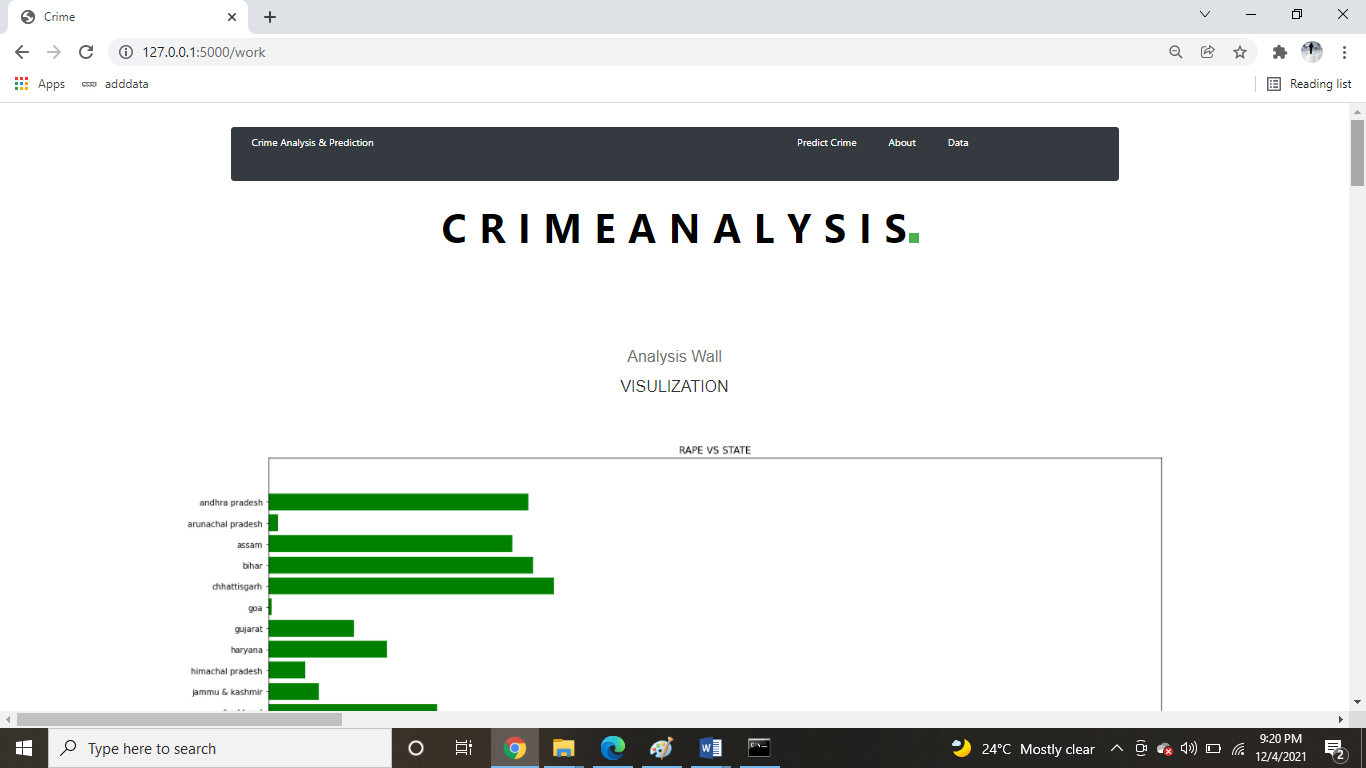 Crime
127.0.0.1:5000/work
Apps adddata Reading list
Crime Analysis & Prediction Predict Crime About Data
C R I M E A N A L Y S I S
Analysis Wall
VISULIZATION
RAPE VS STATE
andhra pradesh
arunachal pradesh
assam
bihar
chhattisgarh
goa
gujarat
haryana
himachal pradesh
jammu & kashmir
Type here to search 24°C Mostly clear 9:20 PM
12/4/2021 2